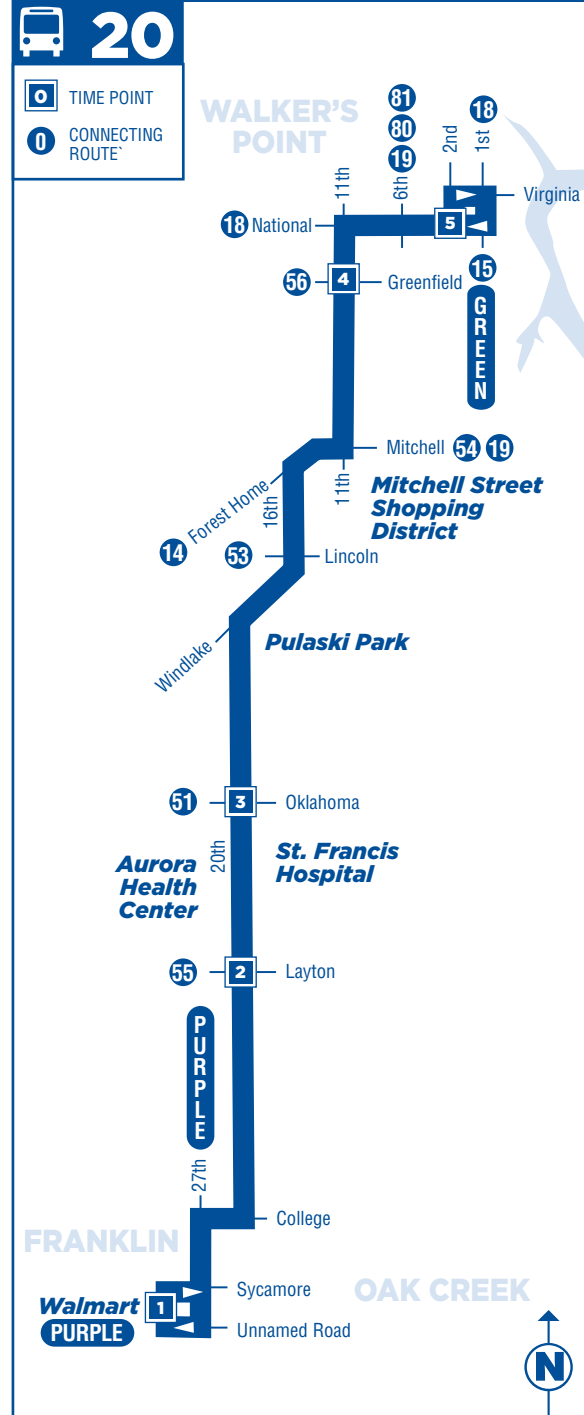 20
0 TIME POINT
0 CONNECTING
ROUTE`
WALKER'S
POINT
81
80
19
18
11th
6th
2nd
1st
Virginia
18 National
5
15
GREEN
56
4
Greenfield
Mitchell 54 19
11th
Mitchell Street
Shopping
District
Forest Home
16th
14
53
Lincoln
Windlake
Pulaski Park
51
3
Oklahoma
20th
St. Francis
Hospital
Aurora
Health
Center
55
2
Layton
PURPLE
27th
College
FRANKLIN
Sycamore
OAK CREEK
Walmart
1
PURPLE
Unnamed Road
N